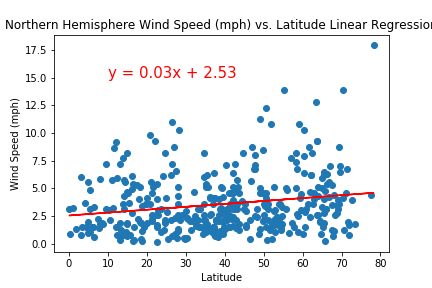 Northern Hemisphere Wind Speed (mph) vs. Latitude Linear Regression
17.5
15.0
12.5
10.0
7.5
5.0
2.5
0.0
Wind Speed (mph)
y = 0.03x + 2.53
0 10 20 30 40 50 60 70 80
Latitude